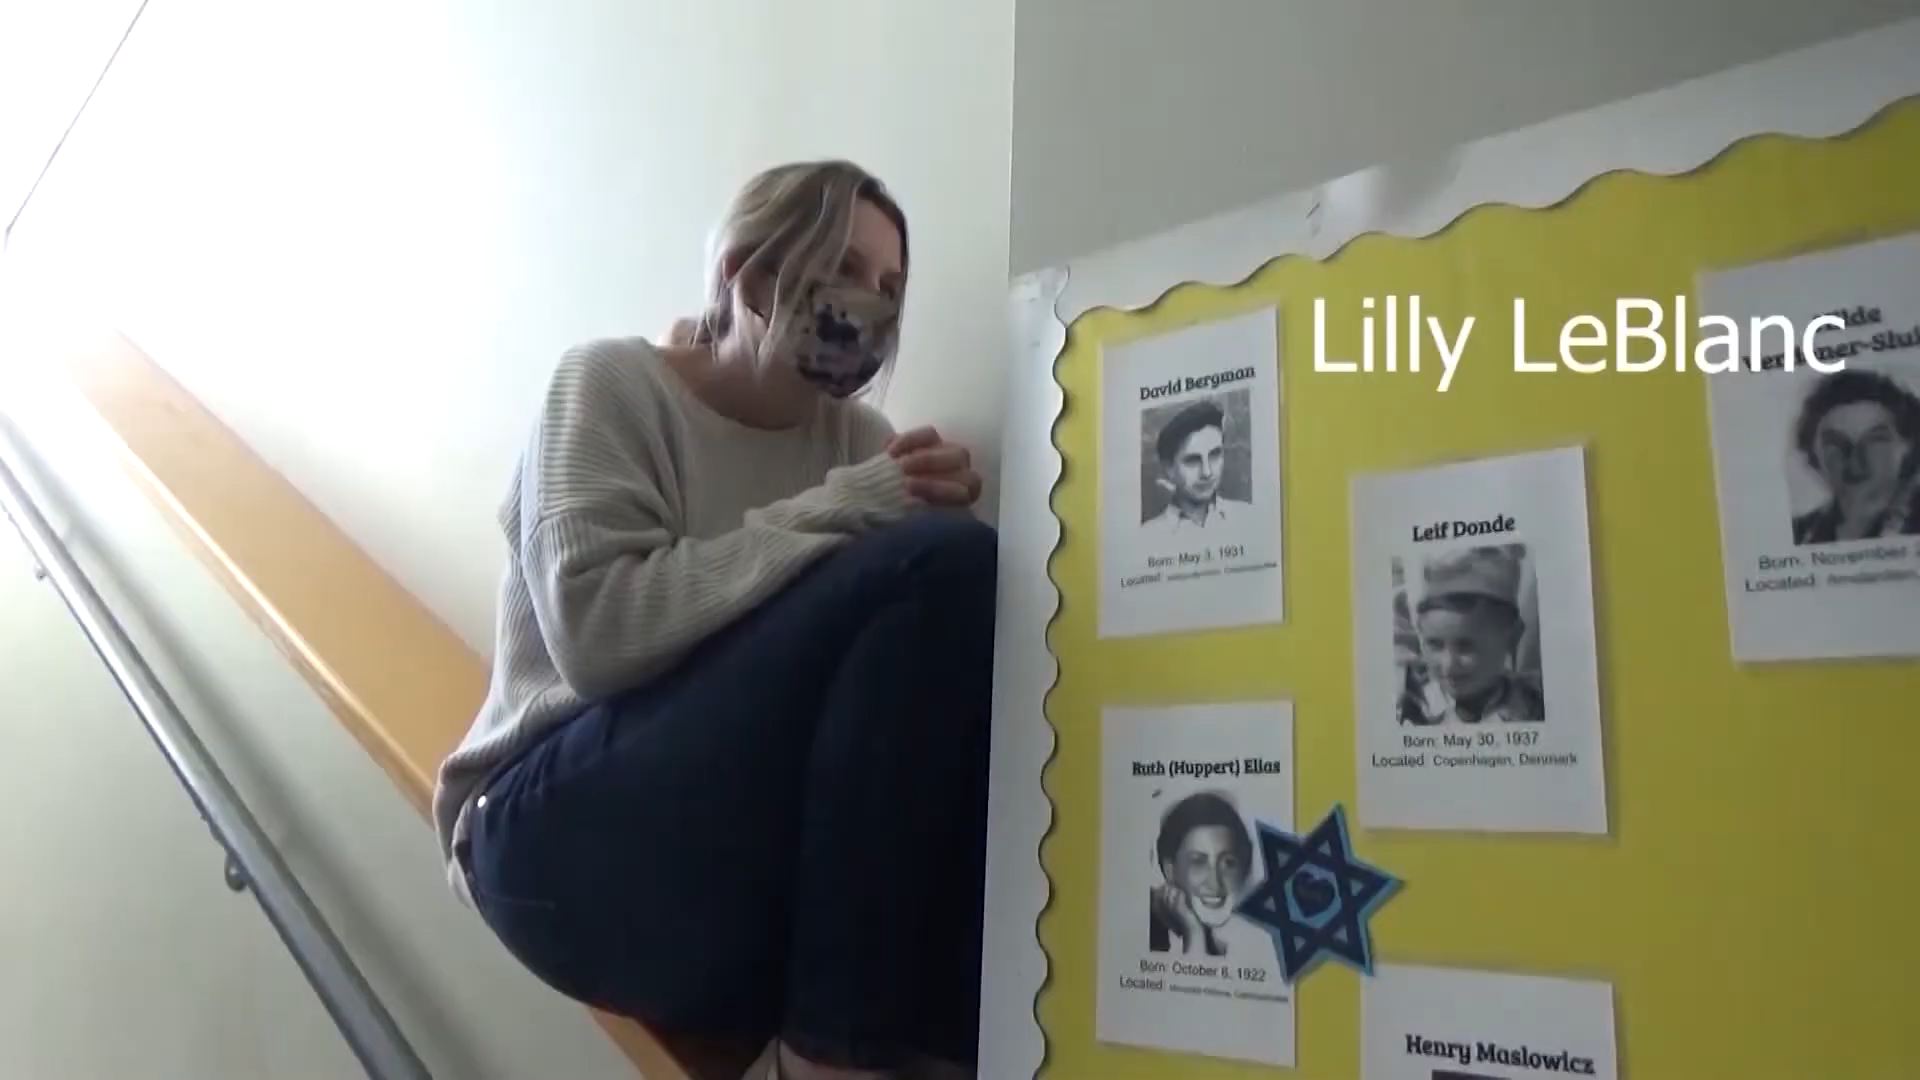 Lilly LeBlanc
David Bergman
Born: May 3, 1931
Located:
Leif Donde
Born: May 30, 1937
Located: Copenhagen, Denmark
Born: November
Located: Amsterdam,
Ruth (Huppert) Elias
Born: October 6, 1922
Located:
Henry Maslowicz